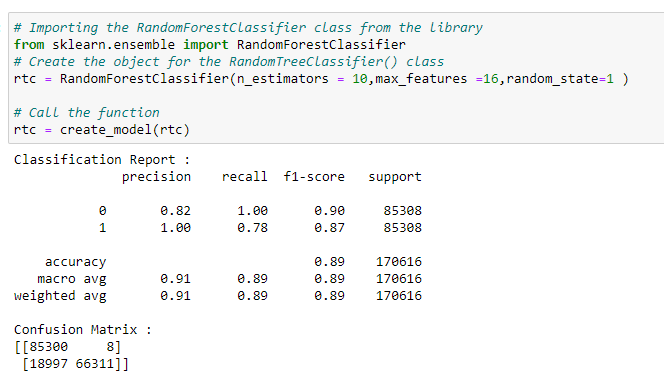 # Importing the RandomForestClassifier class from the library
from sklearn.ensemble import RandomForestClassifier
# Create the object for the RandomTreeClassifier() class
rtc = RandomForestClassifier(n_estimators = 10,max_features =16,random_state=1 )
# Call the function
rtc = create_model(rtc)
Classification Report :
precision recall f1-score support
0 0.82 1.00 0.90 85308
1 1.00 0.78 0.87 85308
accuracy 0.89 170616
macro avg 0.91 0.89 0.89 170616
weighted avg 0.91 0.89 0.89 170616
Confusion Matrix :
[[85300 8]
[18997 66311]]